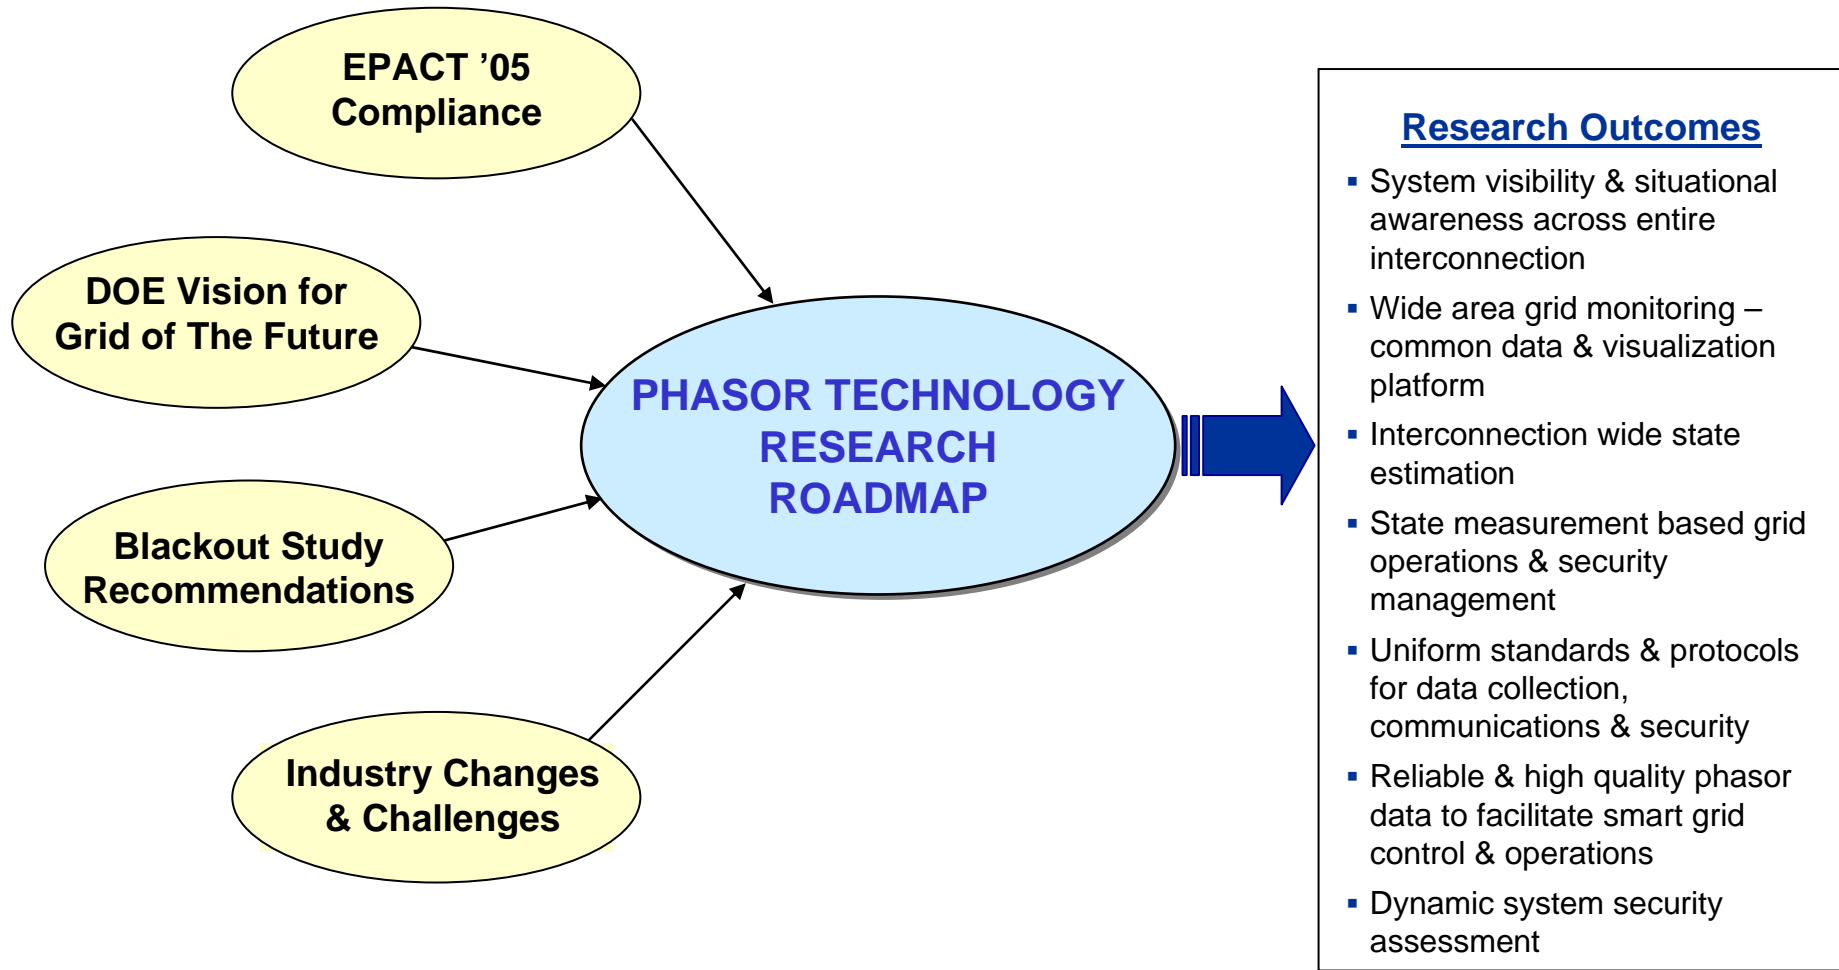 EPACT ’05
Compliance
DOE Vision for
Grid of The Future
Blackout Study
Recommendations
Industry Changes
& Challenges
PHASOR TECHNOLOGY
RESEARCH
ROADMAP
Research Outcomes
▪ System visibility & situational
awareness across entire
interconnection
▪ Wide area grid monitoring –
common data & visualization
platform
▪ Interconnection wide state
estimation
▪ State measurement based grid
operations & security
management
▪ Uniform standards & protocols
for data collection,
communications & security
▪ Reliable & high quality phasor
data to facilitate smart grid
control & operations
▪ Dynamic system security
assessment